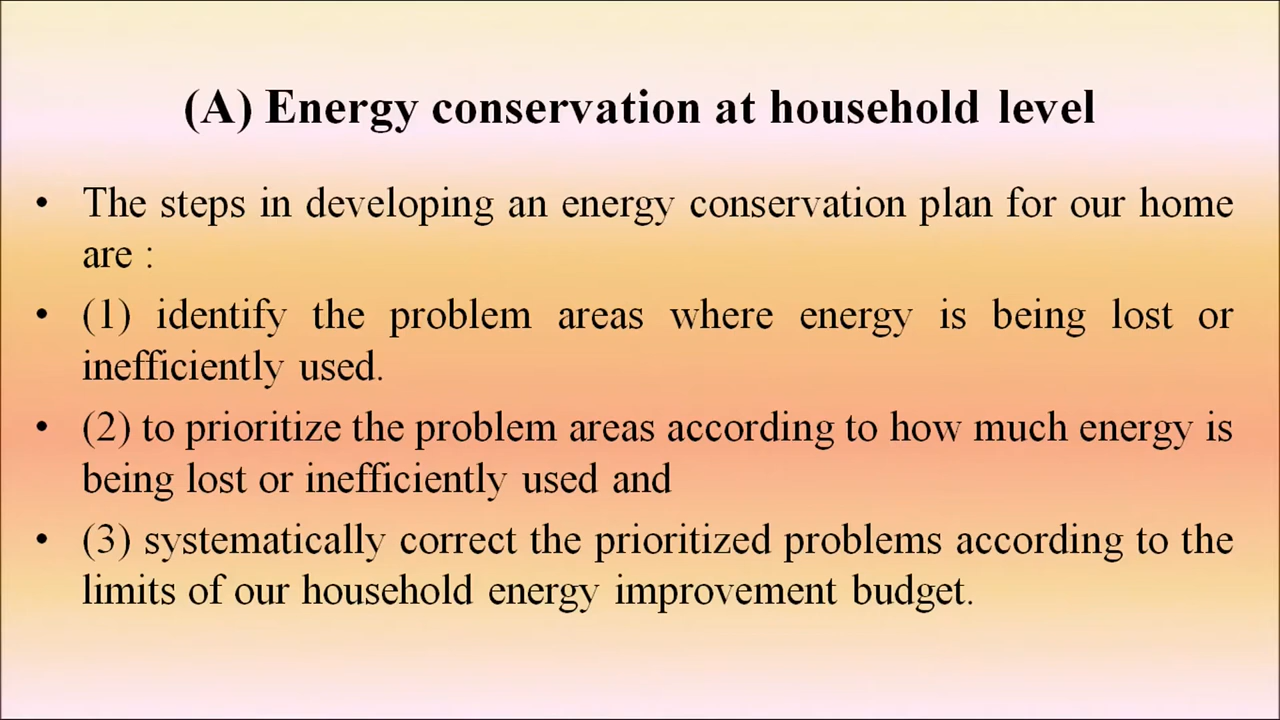 (A) Energy conservation at household level
• The steps in developing an energy conservation plan for our home
are :
• (1) identify the problem areas where energy is being lost or
inefficiently used.
• (2) to prioritize the problem areas according to how much energy is
being lost or inefficiently used and
• (3) systematically correct the prioritized problems according to the
limits of our household energy improvement budget.